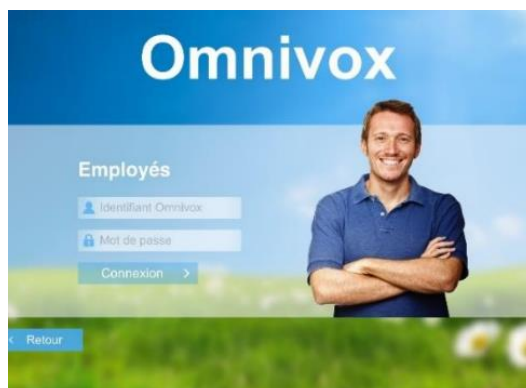 Omnivox
Employés
Identifiant Omnivox
Mot de passe
Connexion >
< Retour